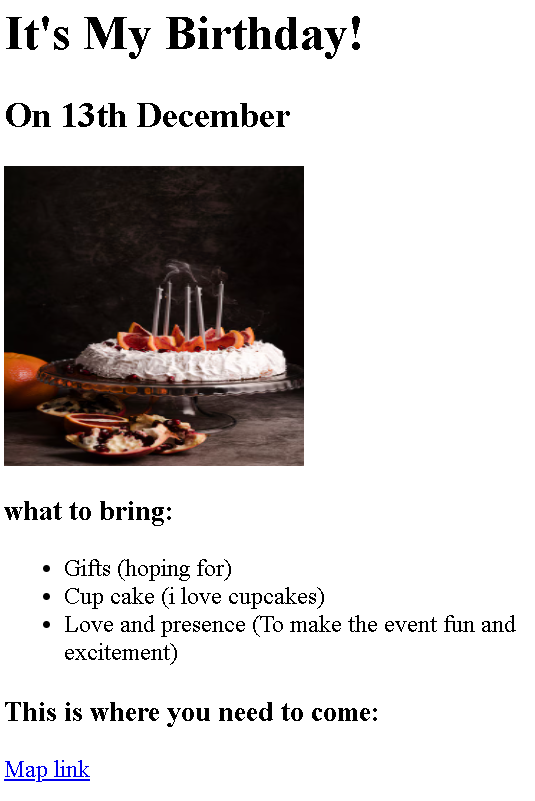 It's My Birthday!
On 13th December
what to bring:
• Gifts (hoping for)
• Cup cake (i love cupcakes)
• Love and presence (To make the event fun and
excitement)
This is where you need to come:
Map link